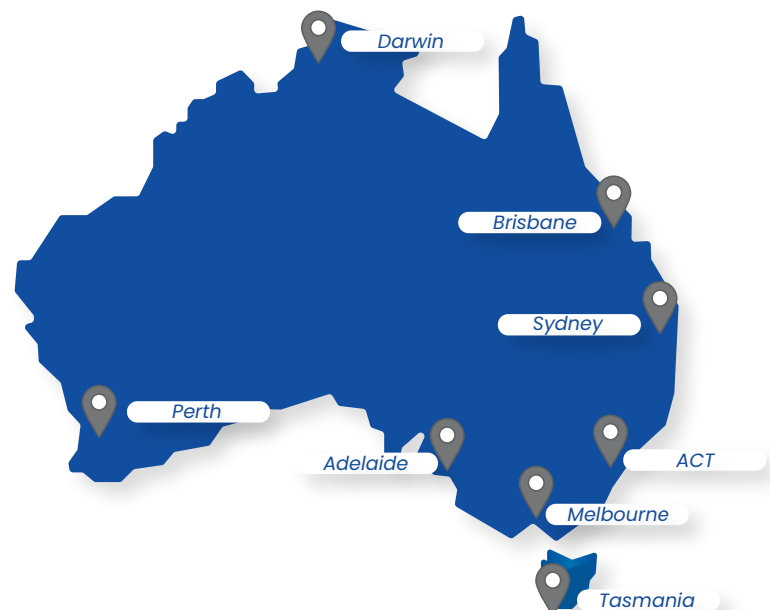 Darwin
Brisbane
Sydney
Perth
Adelaide
ACT
Melbourne
Tasmania